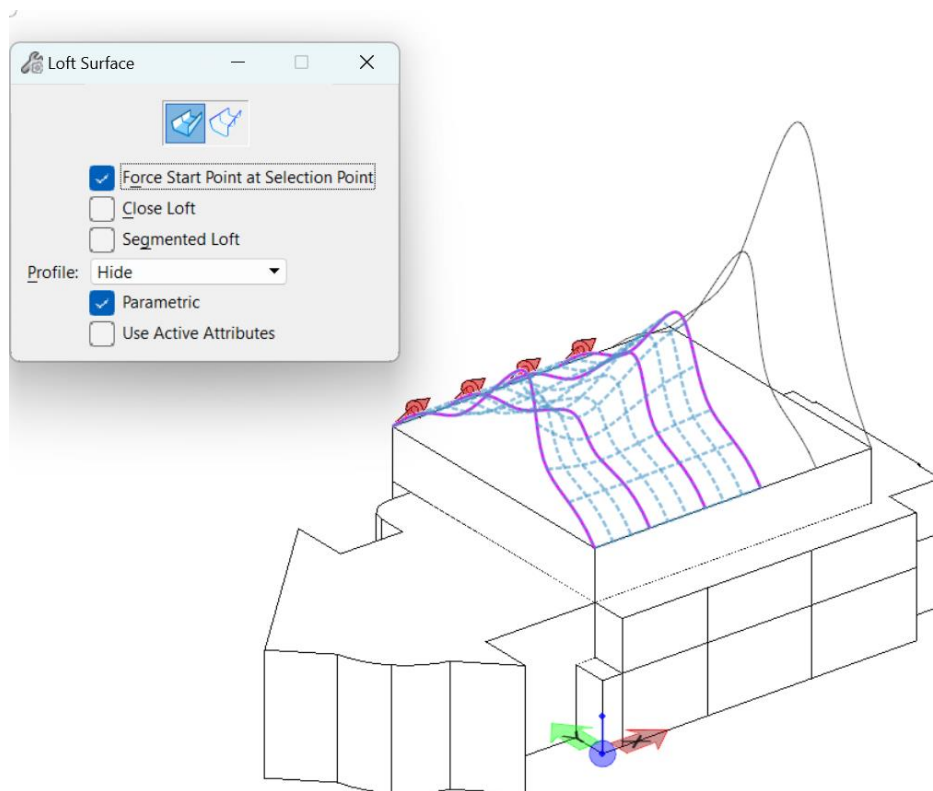 Loft Surface
Force Start Point at Selection Point
Close Loft
Segmented Loft
Profile: Hide
Parametric
Use Active Attributes
X
Y